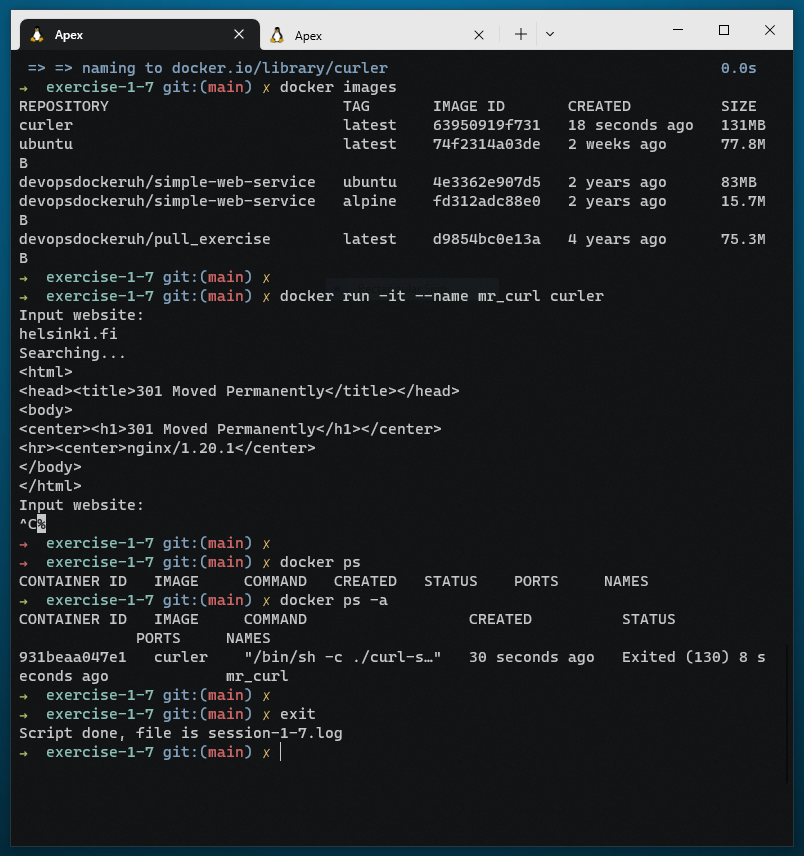 Apex
Apex
=> => naming to docker.io/library/curler 0.0s
→ exercise-1-7 git:(main) ✗ docker images
REPOSITORY TAG IMAGE ID CREATED SIZE
curler latest 63950919f731 18 seconds ago 131MB
ubuntu latest 74f2314a03de 2 weeks ago 77.8M
B
devopsdockeruh/simple-web-service ubuntu 4e3362e907d5 2 years ago 83MB
devopsdockeruh/simple-web-service alpine fd312adc88e0 2 years ago 15.7M
B
devopsdockeruh/pull_exercise latest d9854bc0e13a 4 years ago 75.3M
B
→ exercise-1-7 git:(main) ✗
→ exercise-1-7 git:(main) ✗ docker run -it --name mr_curl curler
Input website:
helsinki.fi
Searching...
<html>
<head><title>301 Moved Permanently</title></head>
<body>
<center><h1>301 Moved Permanently</h1></center>
<hr><center>nginx/1.20.1</center>
</body>
</html>
Input website:
^C%
→ exercise-1-7 git:(main) ✗
→ exercise-1-7 git:(main) ✗ docker ps
CONTAINER ID IMAGE COMMAND CREATED STATUS PORTS NAMES
→ exercise-1-7 git:(main) ✗ docker ps -a
CONTAINER ID IMAGE COMMAND CREATED STATUS
PORTS NAMES
931beaa047e1 curler "/bin/sh -c ./curl-s…" 30 seconds ago Exited (130) 8 s
econds ago mr_curl
→ exercise-1-7 git:(main) ✗
→ exercise-1-7 git:(main) ✗ exit
Script done, file is session-1-7.log
→ exercise-1-7 git:(main) ✗